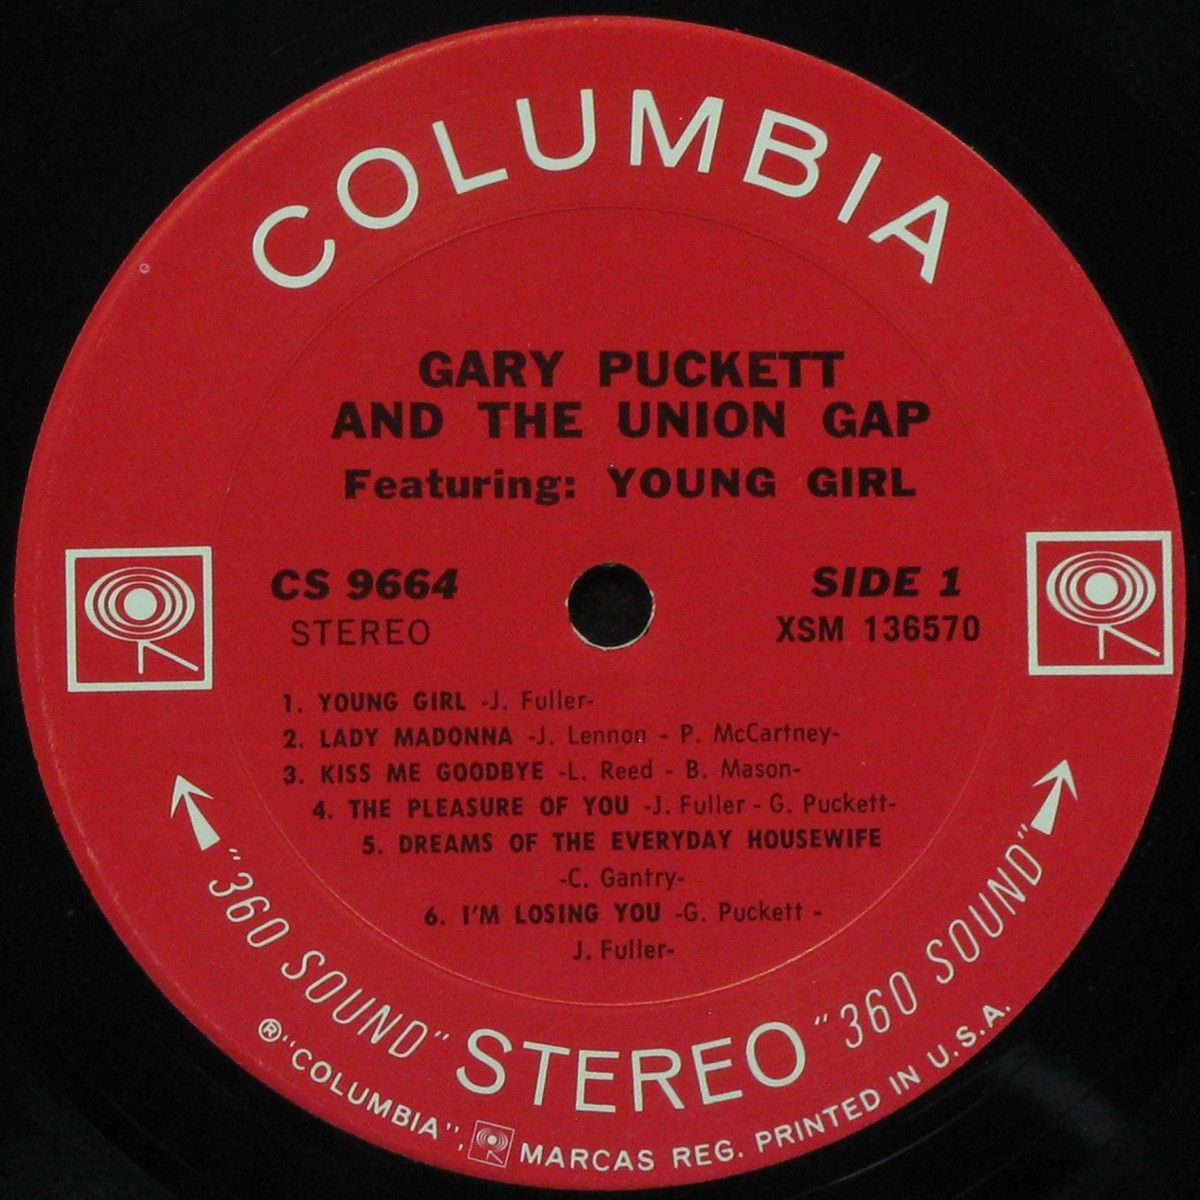 COLUMBIA
GARY PUCKETT
AND THE UNION GAP
Featuring: YOUNG GIRL
CS 9664
STEREO
SIDE 1
XSM 136570
1. YOUNG GIRL -J. Fuller-
2. LADY MADONNA -J. Lennon - P. McCartney-
3. KISS ME GOODBYE -L. Reed - B. Mason-
4. THE PLEASURE OF YOU -J. Fuller - G. Puckett-
5. DREAMS OF THE EVERYDAY HOUSEWIFE
-C. Gantry-
6. I'M LOSING YOU -G. Puckett -
J. Fuller-
"360 SOUND" STEREO "360 SOUND"
® "COLUMBIA", MARCAS REG. PRINTED IN U.S.A.